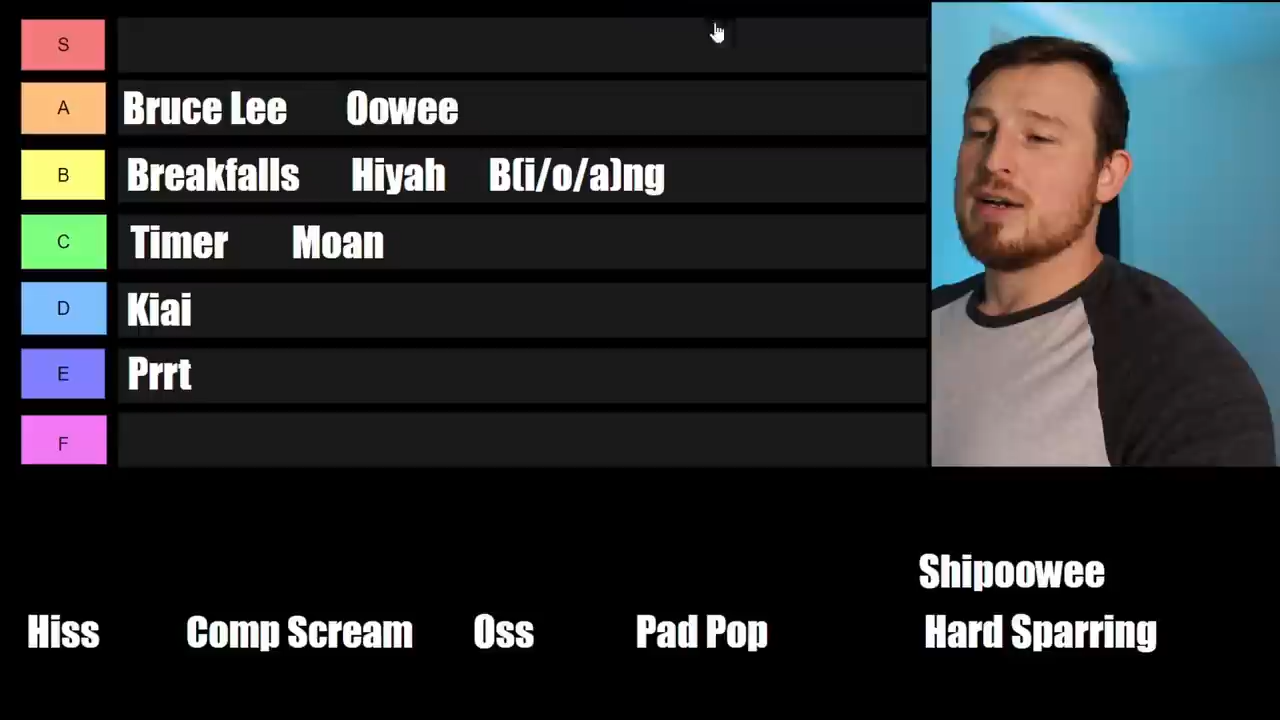 S
A Bruce Lee Oowee
B Breakfalls Hiyah B(i/o/a)ng
C Timer Moan
D Kiai
E Prrt
F
Shipoowee
Hiss Comp Scream Oss Pad Pop Hard Sparring